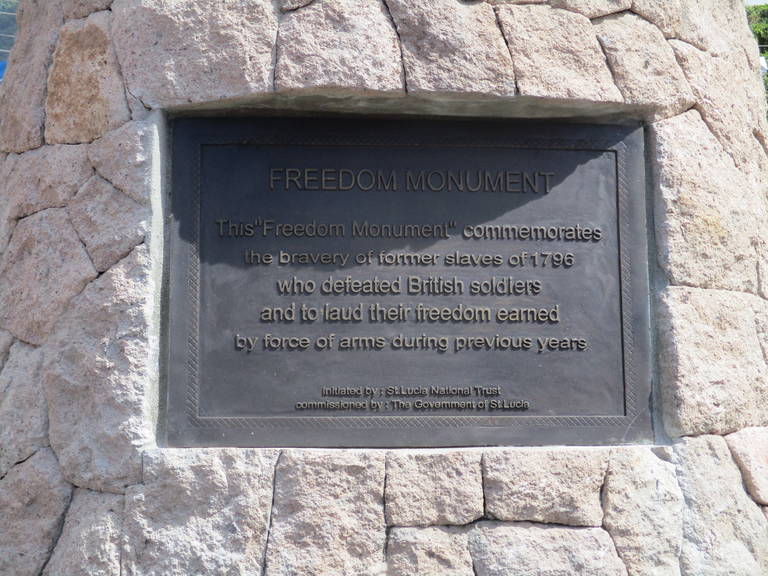 FREEDOM MONUMENT
This"Freedom Monument" commemorates
the bravery of former slaves of 1796
who defeated British soldiers
and to laud their freedom earned
by force of arms during previous years
initiated by : St.Lucia National Trust
commissioned by : The Government of St.Lucia